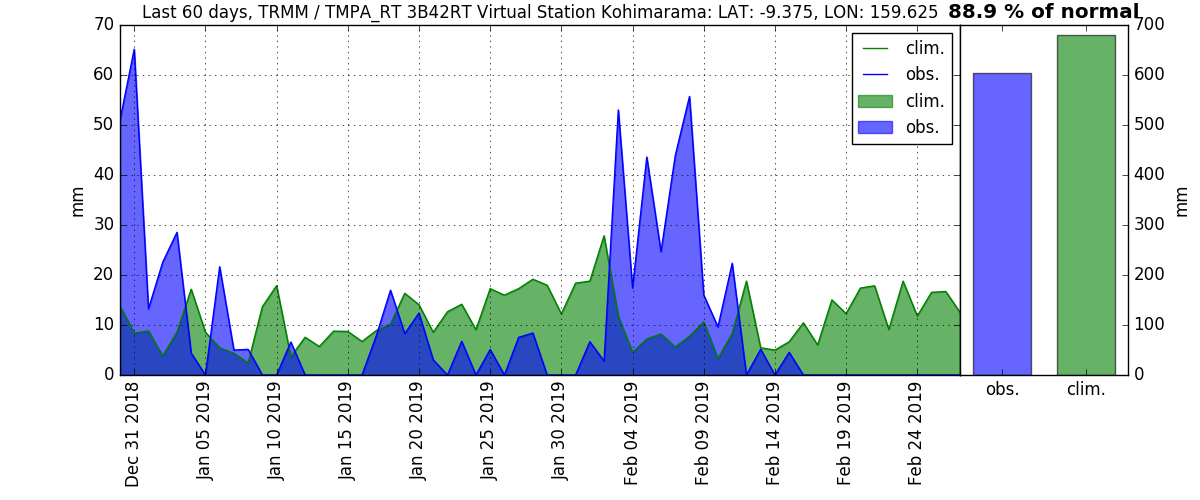 Last 60 days, TRMM / TMPA_RT 3B42RT Virtual Station Kohimarama: LAT: -9.375, LON: 159.625
88.9 % of normal
70
60
50
40
30
20
10
0
mm
clim.
obs.
clim.
obs.
Dec 31 2018
Jan 05 2019
Jan 10 2019
Jan 15 2019
Jan 20 2019
Jan 25 2019
Jan 30 2019
Feb 04 2019
Feb 09 2019
Feb 14 2019
Feb 19 2019
Feb 24 2019
700
600
500
400
300
200
100
0
mm
obs.
clim.